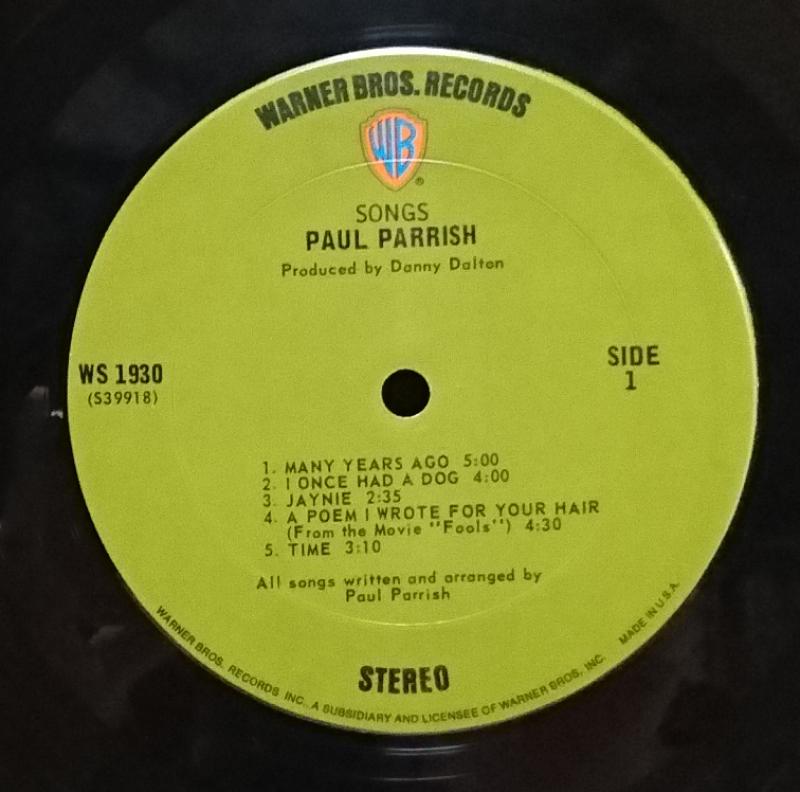 WARNER BROS. RECORDS
WB
®
SONGS
PAUL PARRISH
Produced by Danny Dalton
WS 1930
(S39918)
SIDE
1
1. MANY YEARS AGO 5:00
2. I ONCE HAD A DOG 4:00
3. JAYNIE 2:35
4. A POEM I WROTE FOR YOUR HAIR
(From the Movie "Fools") 4:30
5. TIME 3:10
All songs written and arranged by
Paul Parrish
STEREO
WARNER BROS. RECORDS INC., A SUBSIDIARY AND LICENSEE OF WARNER BROS. INC. MADE IN U.S.A.